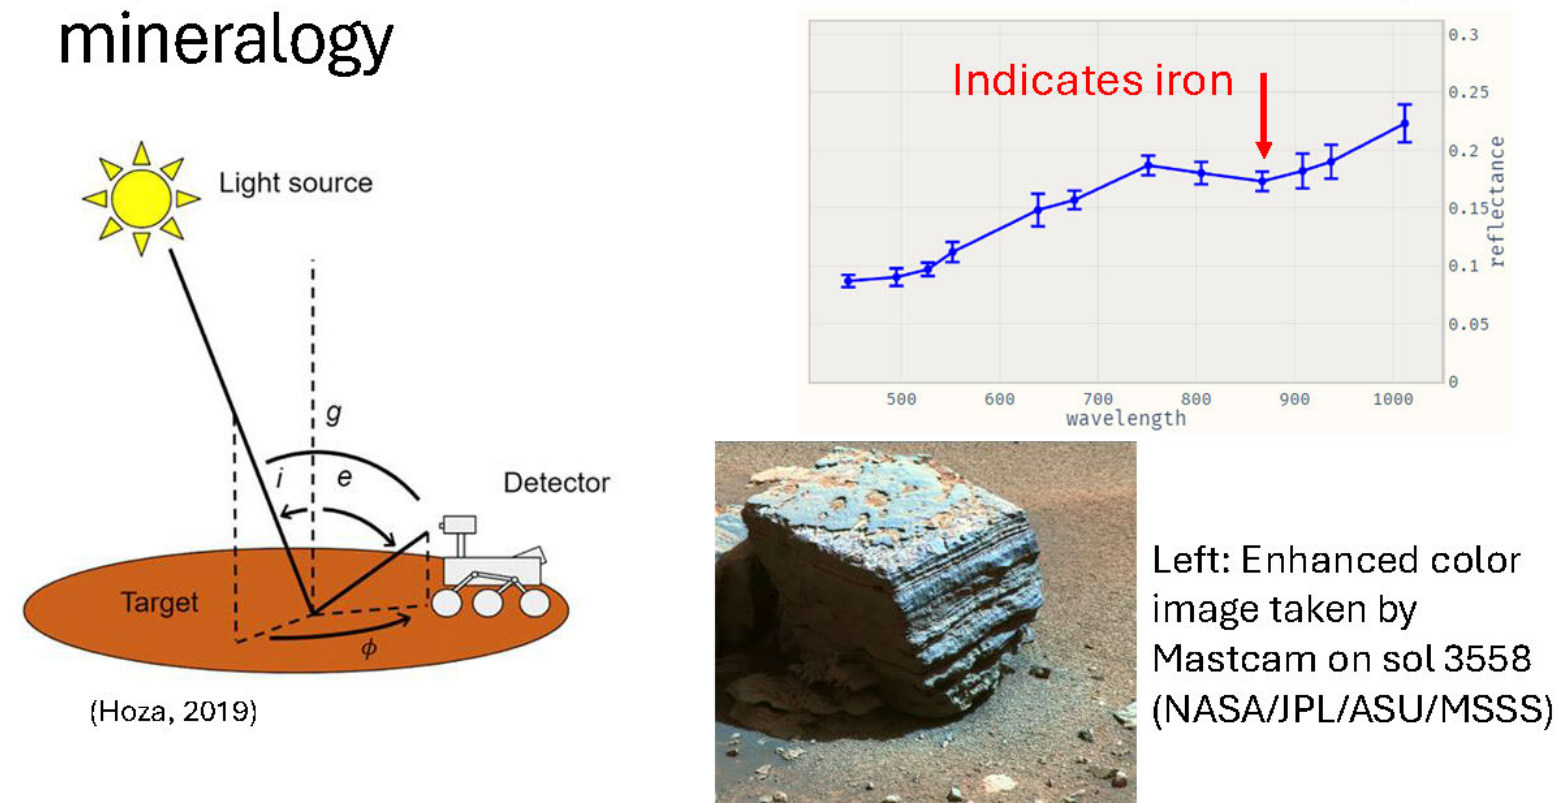 mineralogy
Light source
g
i
e
Detector
Target
ϕ
(Hoza, 2019)
Indicates iron
0.3
0.25
0.2
0.15
0.1
0.05
0
reflectance
500 600 700 800 900 1000
wavelength
Left: Enhanced color
image taken by
Mastcam on sol 3558
(NASA/JPL/ASU/MSSS)